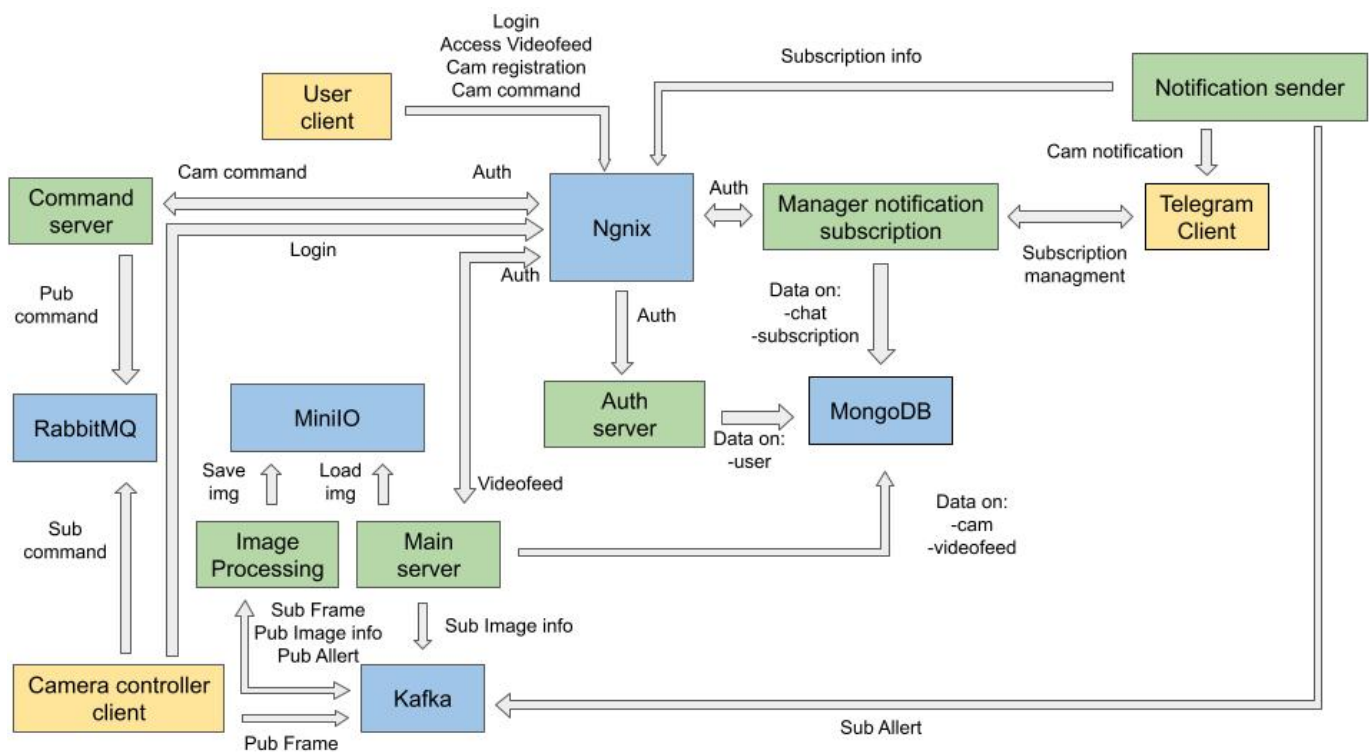 Login
Access Videofeed
Cam registration
Cam command
Subscription info
User
client
Notification sender
Cam notification
Cam command
Auth
Command
server
Ngnix
Auth
Manager notification
subscription
Telegram
Client
Login
Auth
Subscription
managment
Pub
command
Data on:
-chat
-subscription
Auth
RabbitMQ
MiniIO
Auth
server
MongoDB
Data on:
-user
Save
img
Load
img
Videofeed
Data on:
-cam
-videofeed
Sub
command
Image
Processing
Main
server
Sub Frame
Pub Image info
Pub Allert
Sub Image info
Camera controller
client
Kafka
Pub Frame
Sub Allert